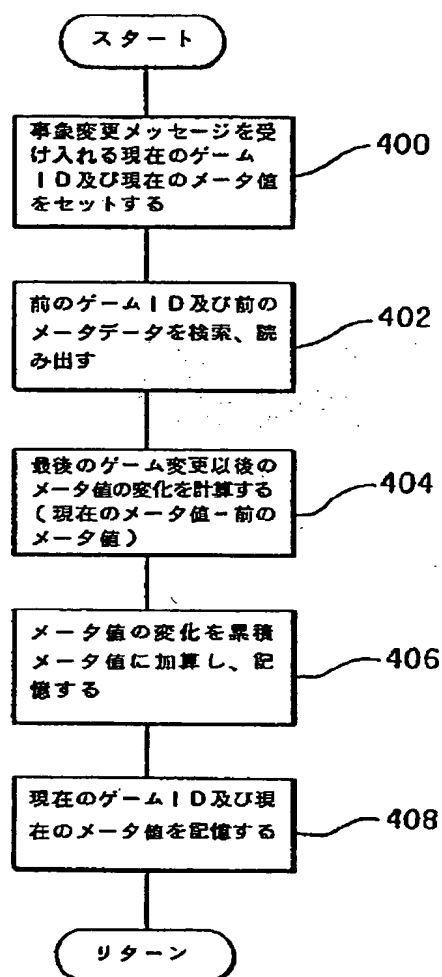 スタート
事象変更メッセージを受
け入れる現在のゲーム
ID及び現在のメータ値
をセットする
400
前のゲームID及び前の
メータデータを検索、読
み出す
402
最後のゲーム変更以後の
メータ値の変化を計算する
(現在のメータ値-前の
メータ値)
404
メータ値の変化を累積
メータ値に加算し、記
憶する
406
現在のゲームID及び現
在のメータ値を記憶する
408
リターン